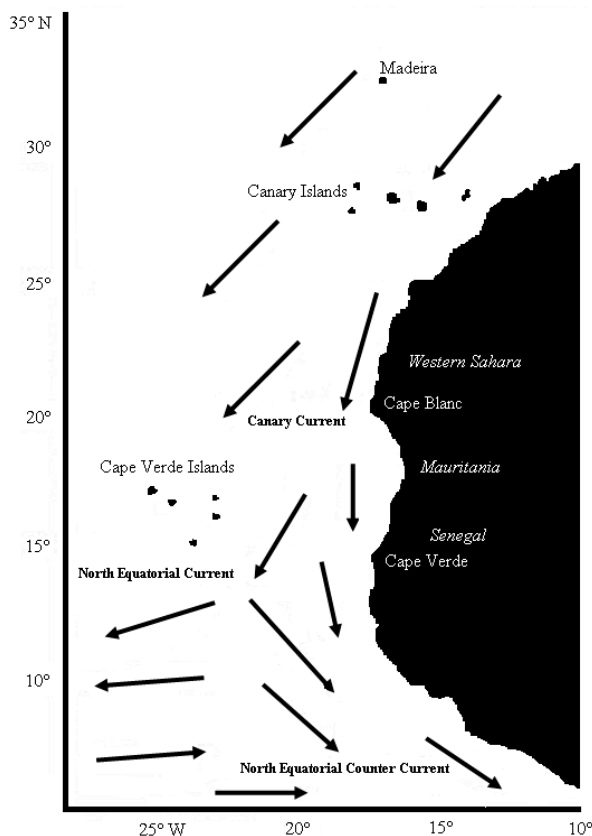 35° N
Madeira
30°
Canary Islands
25°
Western Sahara
Cape Blanc
20°
Canary Current
Cape Verde Islands
Mauritania
Senegal
15°
Cape Verde
North Equatorial Current
10°
North Equatorial Counter Current
25° W
20°
15°
10°